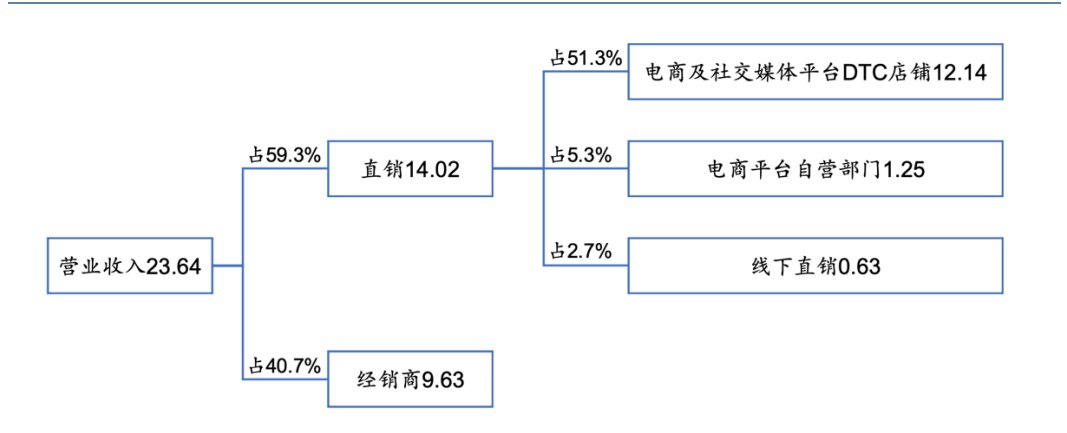 占51.3%
电商及社交媒体平台DTC店铺12.14
占59.3%
直销14.02
占5.3%
电商平台自营部门1.25
营业收入23.64
占2.7%
线下直销0.63
占40.7%
经销商9.63